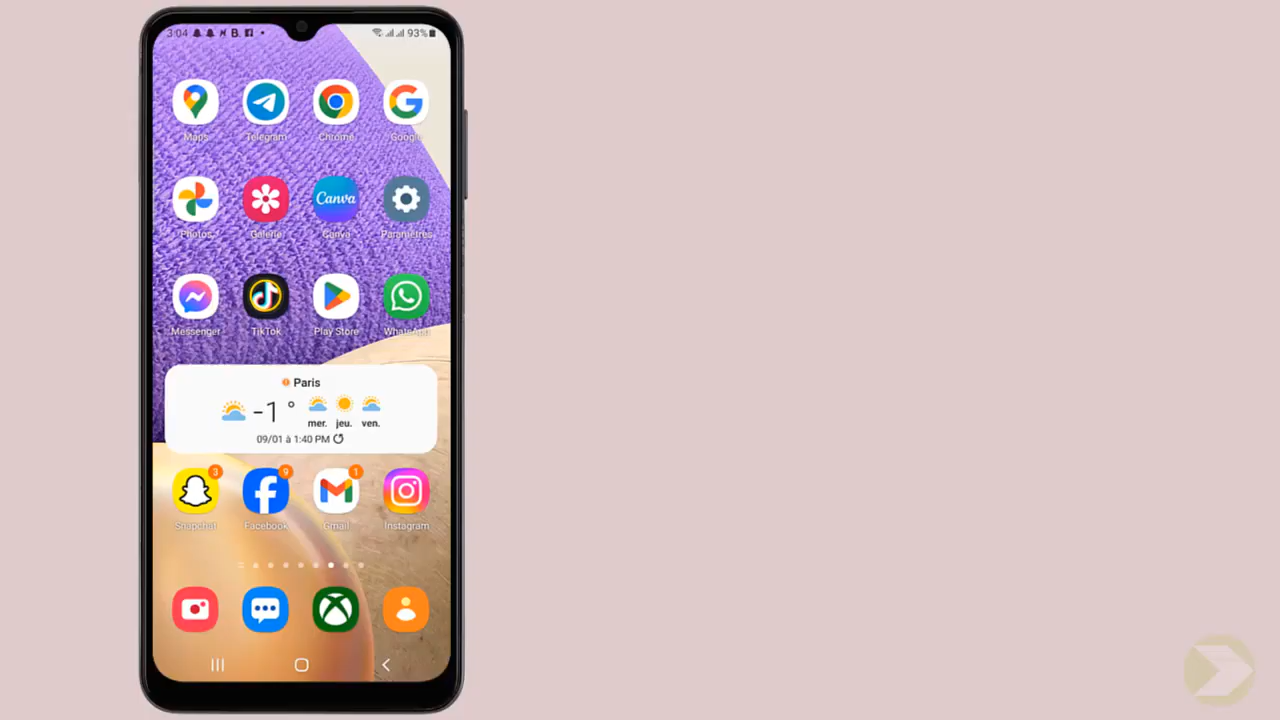 3:04 93%
Maps Telegram Chrome Google
Canva
Photos Galerie Canva Paramètres
Messenger TikTok Play Store WhatsApp
Paris
-1°
mer. jeu. ven.
09/01 à 1:40 PM
3 9 1
Snapchat Facebook Gmail Instagram